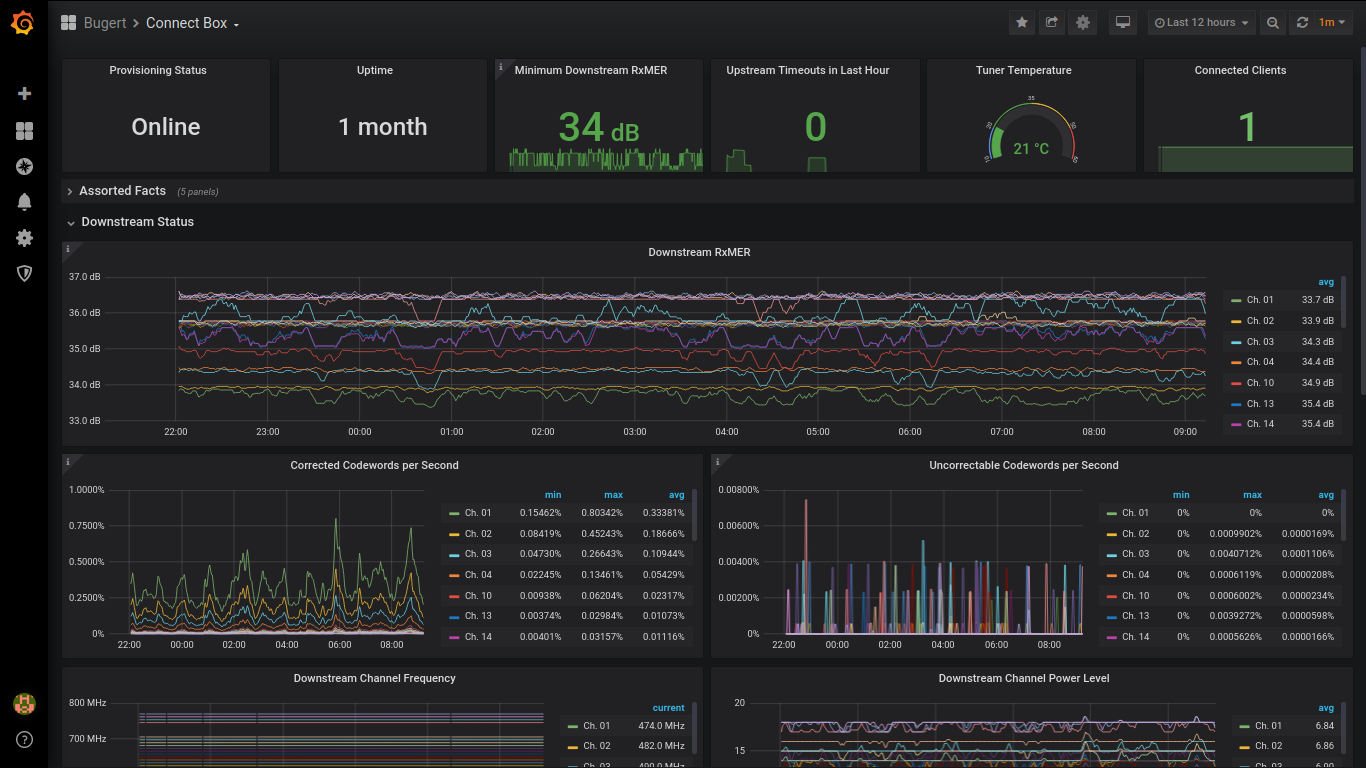 Bugert > Connect Box
Last 12 hours 1m
Provisioning Status Uptime Minimum Downstream RxMER Upstream Timeouts in Last Hour Tuner Temperature Connected Clients
Online 1 month 34 dB 0 21 °C 1
35
> Assorted Facts (5 panels)
Downstream Status
Downstream RxMER
37.0 dB
36.0 dB
35.0 dB
34.0 dB
33.0 dB
22:00 23:00 00:00 01:00 02:00 03:00 04:00 05:00 06:00 07:00 08:00 09:00
avg
Ch. 01 33.7 dB
Ch. 02 33.9 dB
Ch. 03 34.3 dB
Ch. 04 34.4 dB
Ch. 10 34.9 dB
Ch. 13 35.4 dB
Ch. 14 35.4 dB
Corrected Codewords per Second
1.0000%
0.7500%
0.5000%
0.2500%
0%
22:00 00:00 02:00 04:00 06:00 08:00
min max avg
Ch. 01 0.15462% 0.80342% 0.33381%
Ch. 02 0.08419% 0.45243% 0.18666%
Ch. 03 0.04730% 0.26643% 0.10944%
Ch. 04 0.02245% 0.13461% 0.05429%
Ch. 10 0.00938% 0.06204% 0.02317%
Ch. 13 0.00374% 0.02984% 0.01073%
Ch. 14 0.00401% 0.03157% 0.01116%
Uncorrectable Codewords per Second
0.00800%
0.00600%
0.00400%
0.00200%
0%
22:00 00:00 02:00 04:00 06:00 08:00
min max avg
Ch. 01 0% 0% 0%
Ch. 02 0% 0.0009902% 0.0000169%
Ch. 03 0% 0.0040712% 0.0001106%
Ch. 04 0% 0.0006119% 0.0000208%
Ch. 10 0% 0.0006002% 0.0000234%
Ch. 13 0% 0.0039272% 0.0000598%
Ch. 14 0% 0.0005626% 0.0000166%
Downstream Channel Frequency
800 MHz
700 MHz
current
Ch. 01 474.0 MHz
Ch. 02 482.0 MHz
Ch. 03 490.0 MHz
Downstream Channel Power Level
20
15
avg
Ch. 01 6.84
Ch. 02 6.86
Ch. 03 6.90